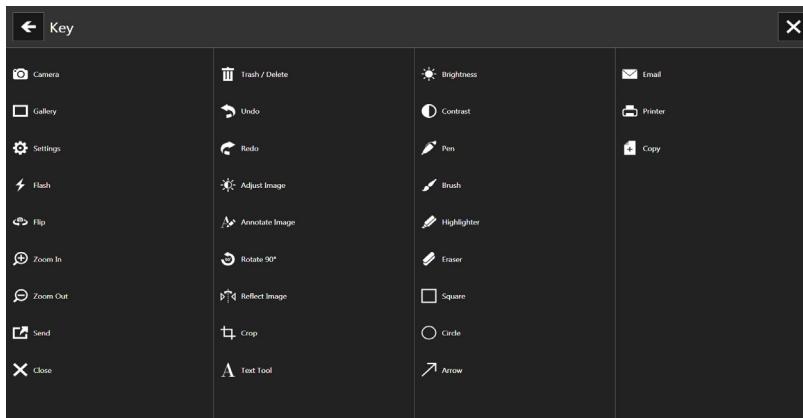 Key
Camera
Gallery
Settings
Flash
Flip
Zoom In
Zoom Out
Send
Close
Trash / Delete
Undo
Redo
Adjust Image
Annotate Image
Rotate 90°
Reflect Image
Crop
Text Tool
Brightness
Contrast
Pen
Brush
Highlighter
Eraser
Square
Circle
Arrow
Email
Printer
Copy